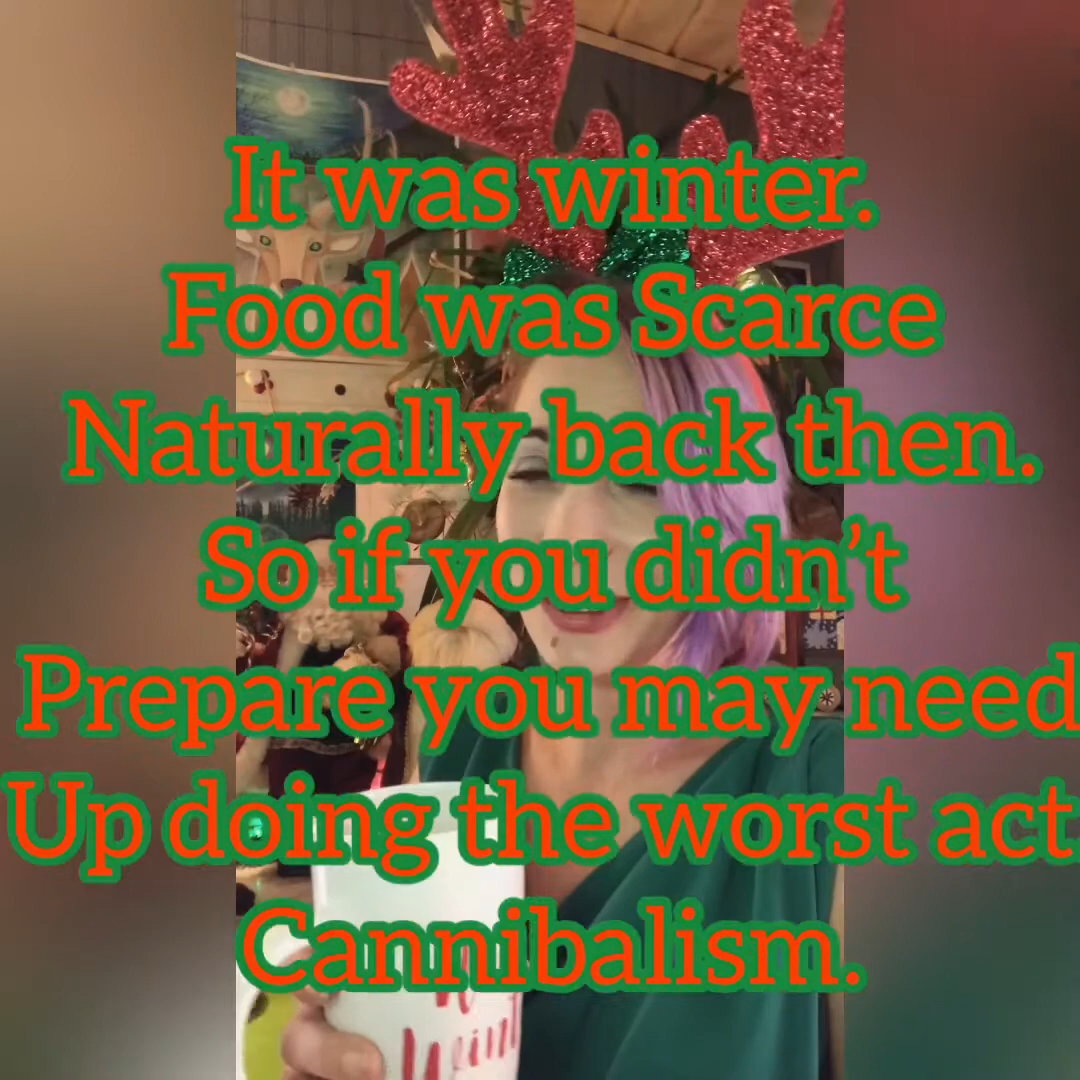 It was winter.
Food was Scarce
Naturally back then.
So if you didn't
Prepare you may need
Up doing the worst act
Cannibalism.